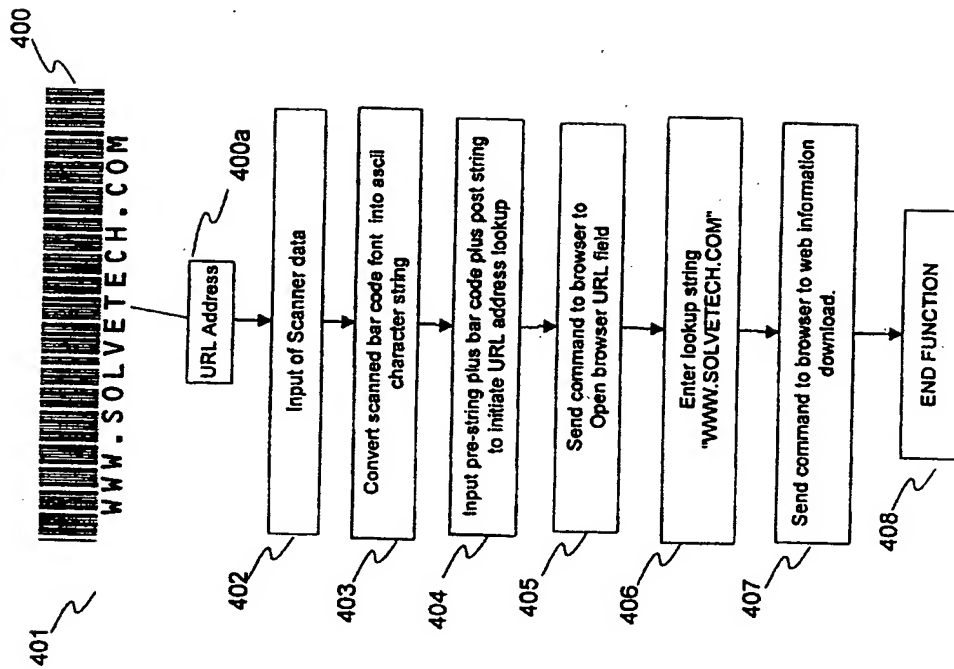 401
400
WWW.SOLVETECH.COM
URL Address
400a
402
Input of Scanner data
403
Convert scanned bar code font into ascii
character string
404
Input pre-string plus bar code plus post string
to initiate URL address lookup
405
Send command to browser to
Open browser URL field
406
Enter lookup string
"WWW.SOLVETECH.COM"
407
Send command to browser to web information
download.
408
END FUNCTION